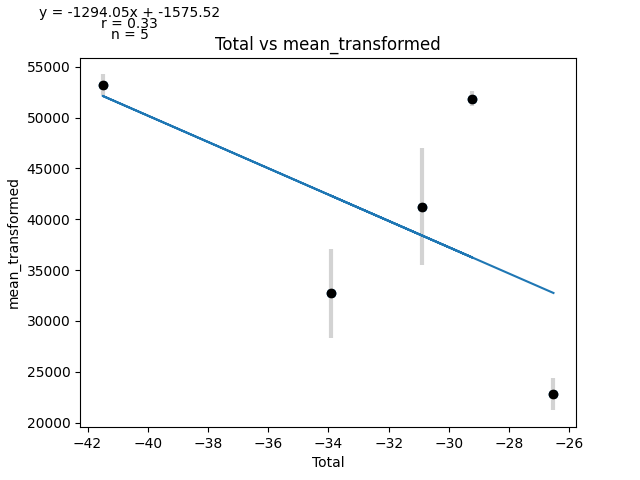 y = -1294.05x + -1575.52
r = 0.33
n = 5
Total vs mean_transformed
55000
50000
45000
40000
35000
30000
25000
20000
mean_transformed
−42 −40 −38 −36 −34 −32 −30 −28 −26
Total